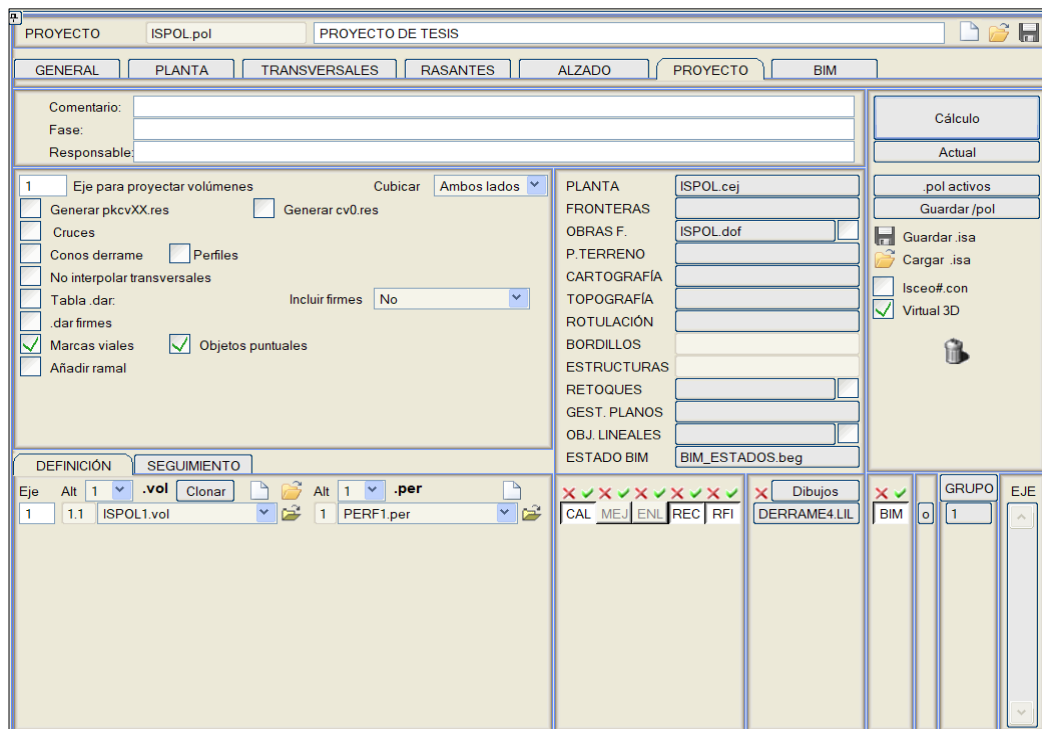 PROYECTO ISPOL.pol PROYECTO DE TESIS
GENERAL PLANTA TRANSVERSALES RASANTES ALZADO PROYECTO BIM
Comentario:
Fase:
Responsable:
Cálculo
Actual
1 Eje para proyectar volúmenes Cubicar Ambos lados
Generar pkcvXX.res Generar cv0.res
Cruces
Conos derrame Perfiles
No interpolar transversales
Tabla .dar: Incluir firmes No
.dar firmes
Marcas viales Objetos puntuales
Añadir ramal
PLANTA ISPOL.cej
FRONTERAS
OBRAS F. ISPOL.dof
P.TERRENO
CARTOGRAFÍA
TOPOGRAFÍA
ROTULACIÓN
BORDILLOS
ESTRUCTURAS
RETOQUES
GEST. PLANOS
OBJ. LINEALES
ESTADO BIM BIM_ESTADOS.beg
.pol activos
Guardar /pol
Guardar .isa
Cargar .isa
Isceo#.con
Virtual 3D
DEFINICIÓN SEGUIMIENTO
Eje Alt 1 .vol Clonar Alt 1 .per
1 1.1 ISPOL1.vol 1 PERF1.per
CAL MEJ ENL REC RFI
Dibujos
DERRAME4.LIL
BIM
o
GRUPO
1
EJE